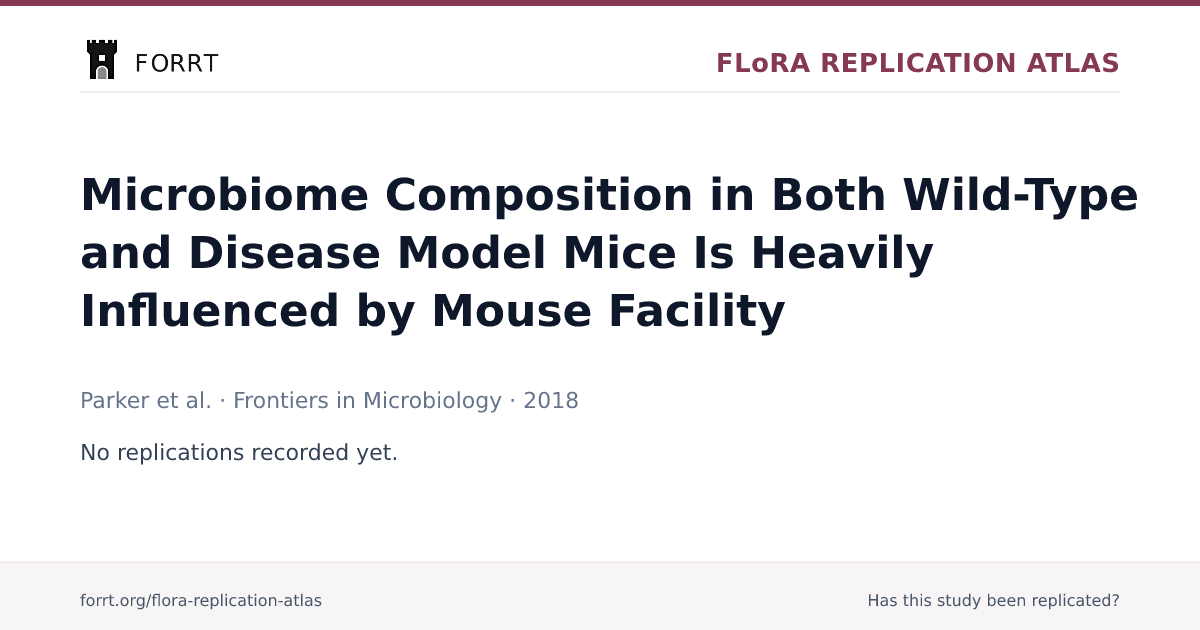 FORRT
FLoRA REPLICATION ATLAS
Microbiome Composition in Both Wild-Type
and Disease Model Mice Is Heavily
Influenced by Mouse Facility
Parker et al. · Frontiers in Microbiology · 2018
No replications recorded yet.
forrt.org/flora-replication-atlas
Has this study been replicated?